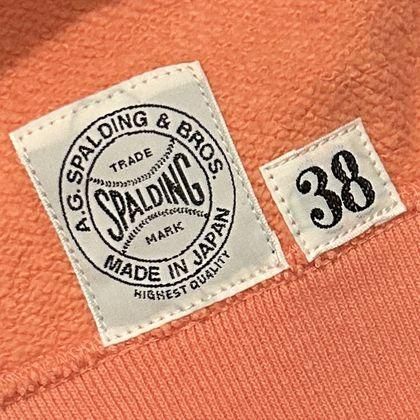 A.G. SPALDING & BROS.
TRADE
SPALDING
MARK
MADE IN JAPAN
HIGHEST QUALITY
38